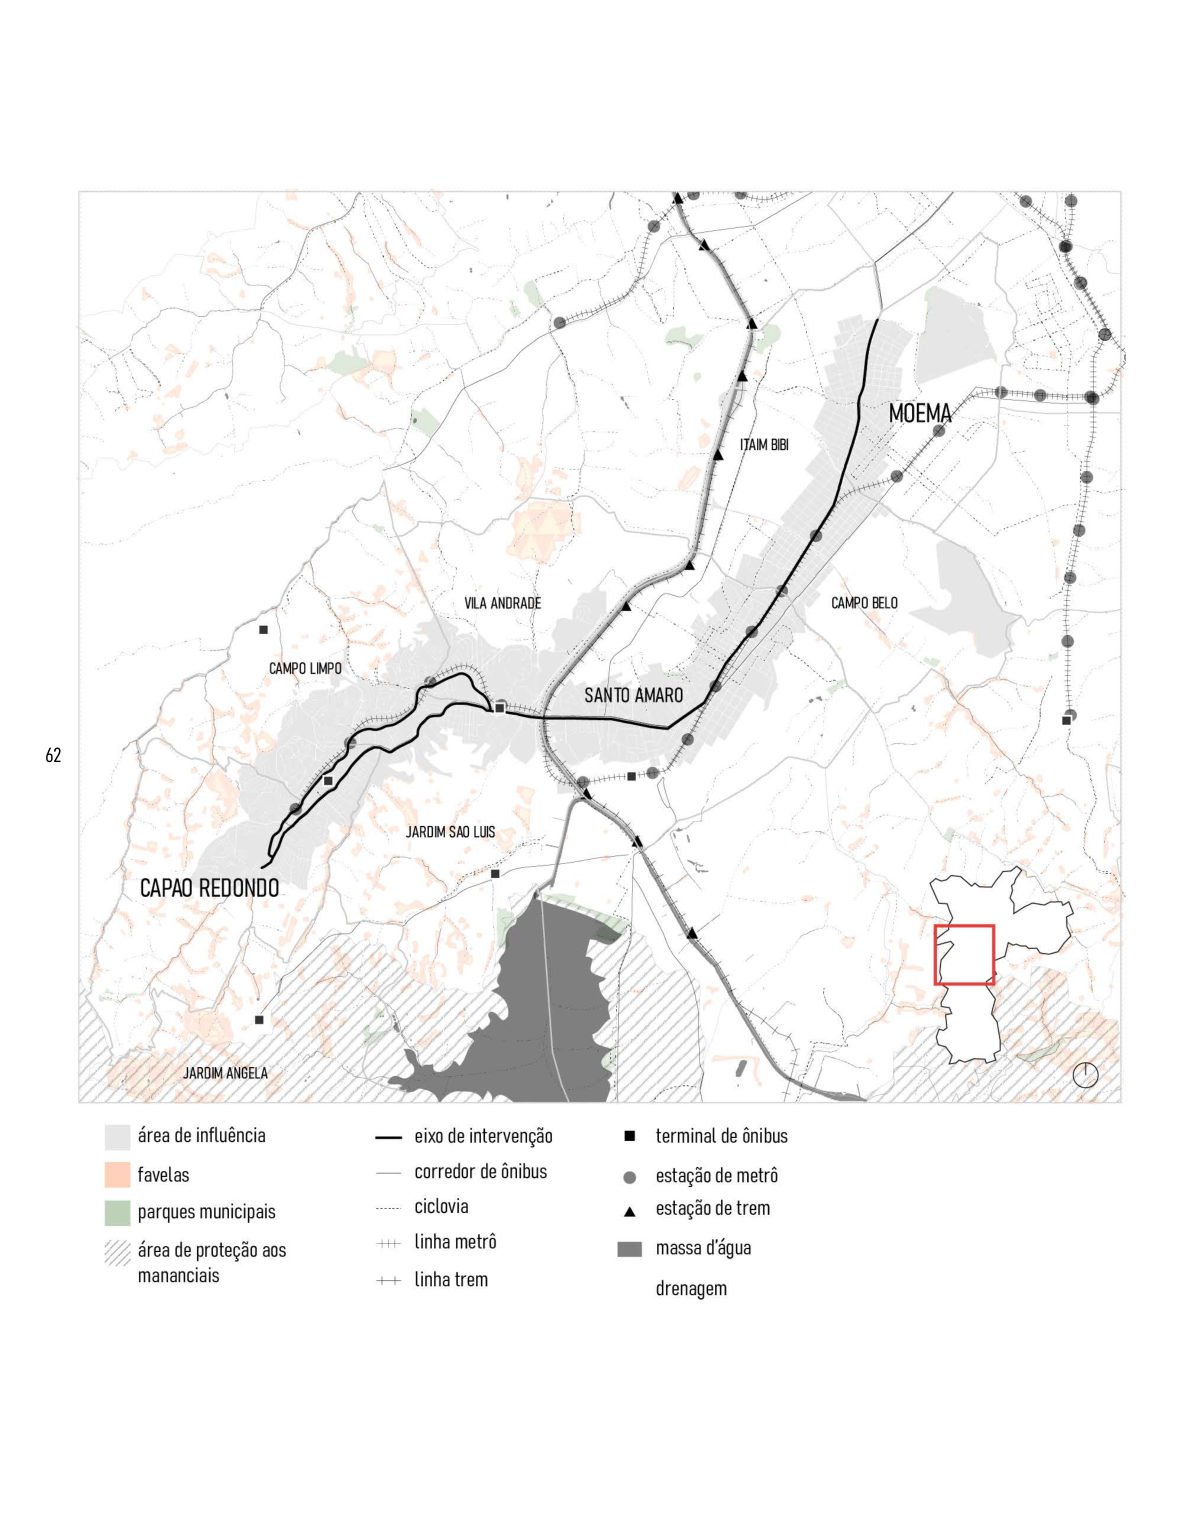 MOEMA
ITAIM BIBI
VILA ANDRADE
CAMPO BELO
CAMPO LIMPO
SANTO AMARO
62
JARDIM SAO LUIS
CAPAO REDONDO
JARDIM ANGELA
área de influência
favelas
parques municipais
área de proteção aos
mananciais
eixo de intervenção
corredor de ônibus
ciclovia
linha metrô
linha trem
terminal de ônibus
estação de metrô
estação de trem
massa d'água
drenagem